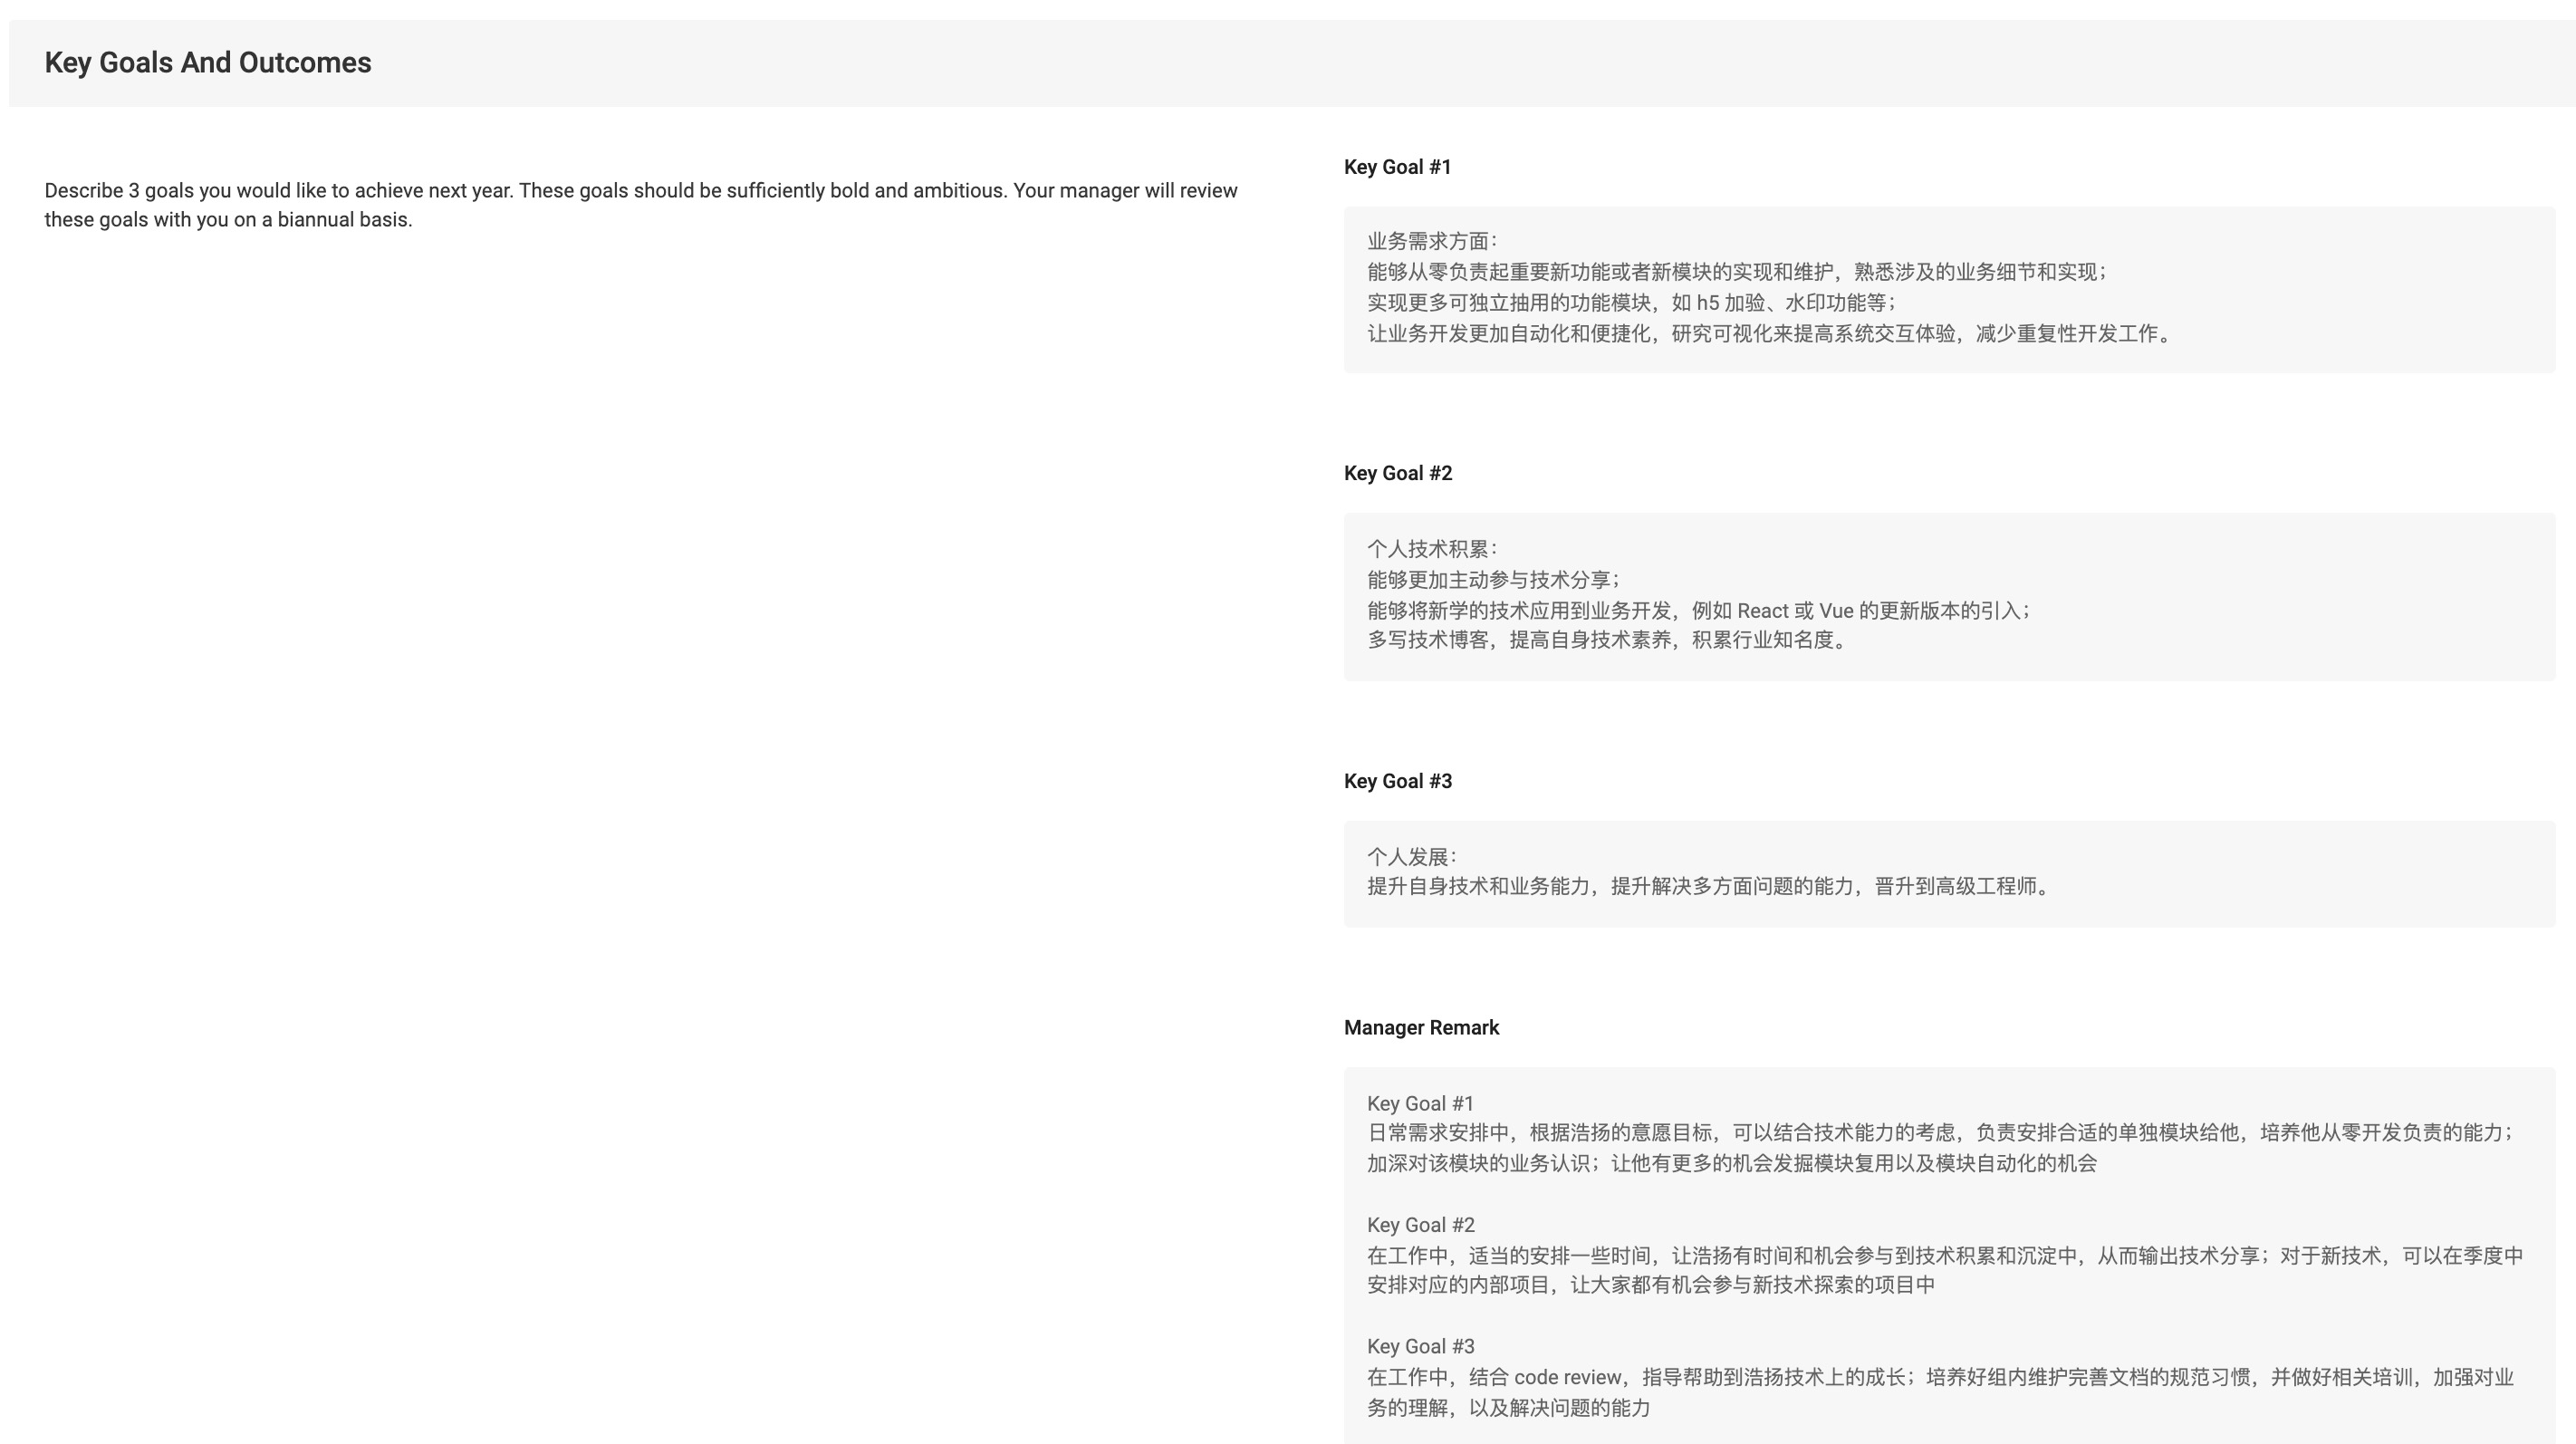 Key Goals And Outcomes
Describe 3 goals you would like to achieve next year. These goals should be sufficiently bold and ambitious. Your manager will review
these goals with you on a biannual basis.
Key Goal #1
业务需求方面：
能够从零负责起重要新功能或者新模块的实现和维护，熟悉涉及的业务细节和实现；
实现更多可独立抽用的功能模块，如 h5 加验、水印功能等；
让业务开发更加自动化和便捷化，研究可视化来提高系统交互体验，减少重复性开发工作。
Key Goal #2
个人技术积累：
能够更加主动参与技术分享；
能够将新学的技术应用到业务开发，例如 React 或 Vue 的更新版本的引入；
多写技术博客，提高自身技术素养，积累行业知名度。
Key Goal #3
个人发展：
提升自身技术和业务能力，提升解决多方面问题的能力，晋升到高级工程师。
Manager Remark
Key Goal #1
日常需求安排中，根据浩扬的意愿目标，可以结合技术能力的考虑，负责安排合适的单独模块给他，培养他从零开发负责的能力；
加深对该模块的业务认识；让他有更多的机会发掘模块复用以及模块自动化的机会
Key Goal #2
在工作中，适当的安排一些时间，让浩扬有时间和机会参与到技术积累和沉淀中，从而输出技术分享；对于新技术，可以在季度中
安排对应的内部项目，让大家都有机会参与新技术探索的项目中
Key Goal #3
在工作中，结合 code review，指导帮助到浩扬技术上的成长；培养好组内维护完善文档的规范习惯，并做好相关培训，加强对业
务的理解，以及解决问题的能力